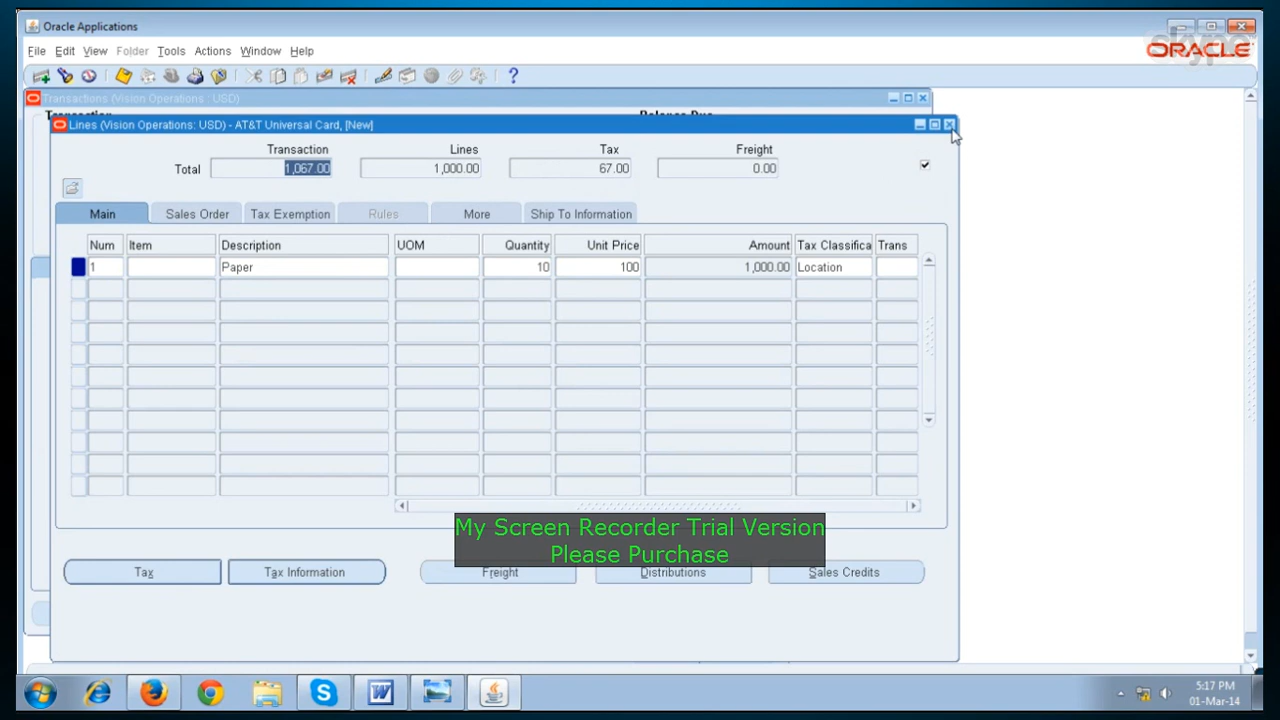 Oracle Applications
File Edit View Folder Tools Actions Window Help
skype
ORACLE
Transactions (Vision Operations : USD)
Transaction Balance Due
Lines (Vision Operations: USD) - AT&T Universal Card, [New]
Transaction Lines Tax Freight
Total 1,067.00 1,000.00 67.00 0.00
Main Sales Order Tax Exemption Rules More Ship To Information
Num Item Description UOM Quantity Unit Price Amount Tax Classifica Trans
1 Paper 10 100 1,000.00 Location
My Screen Recorder Trial Version
Please Purchase
Tax Tax Information Freight Distributions Sales Credits
5:17 PM
01-Mar-14